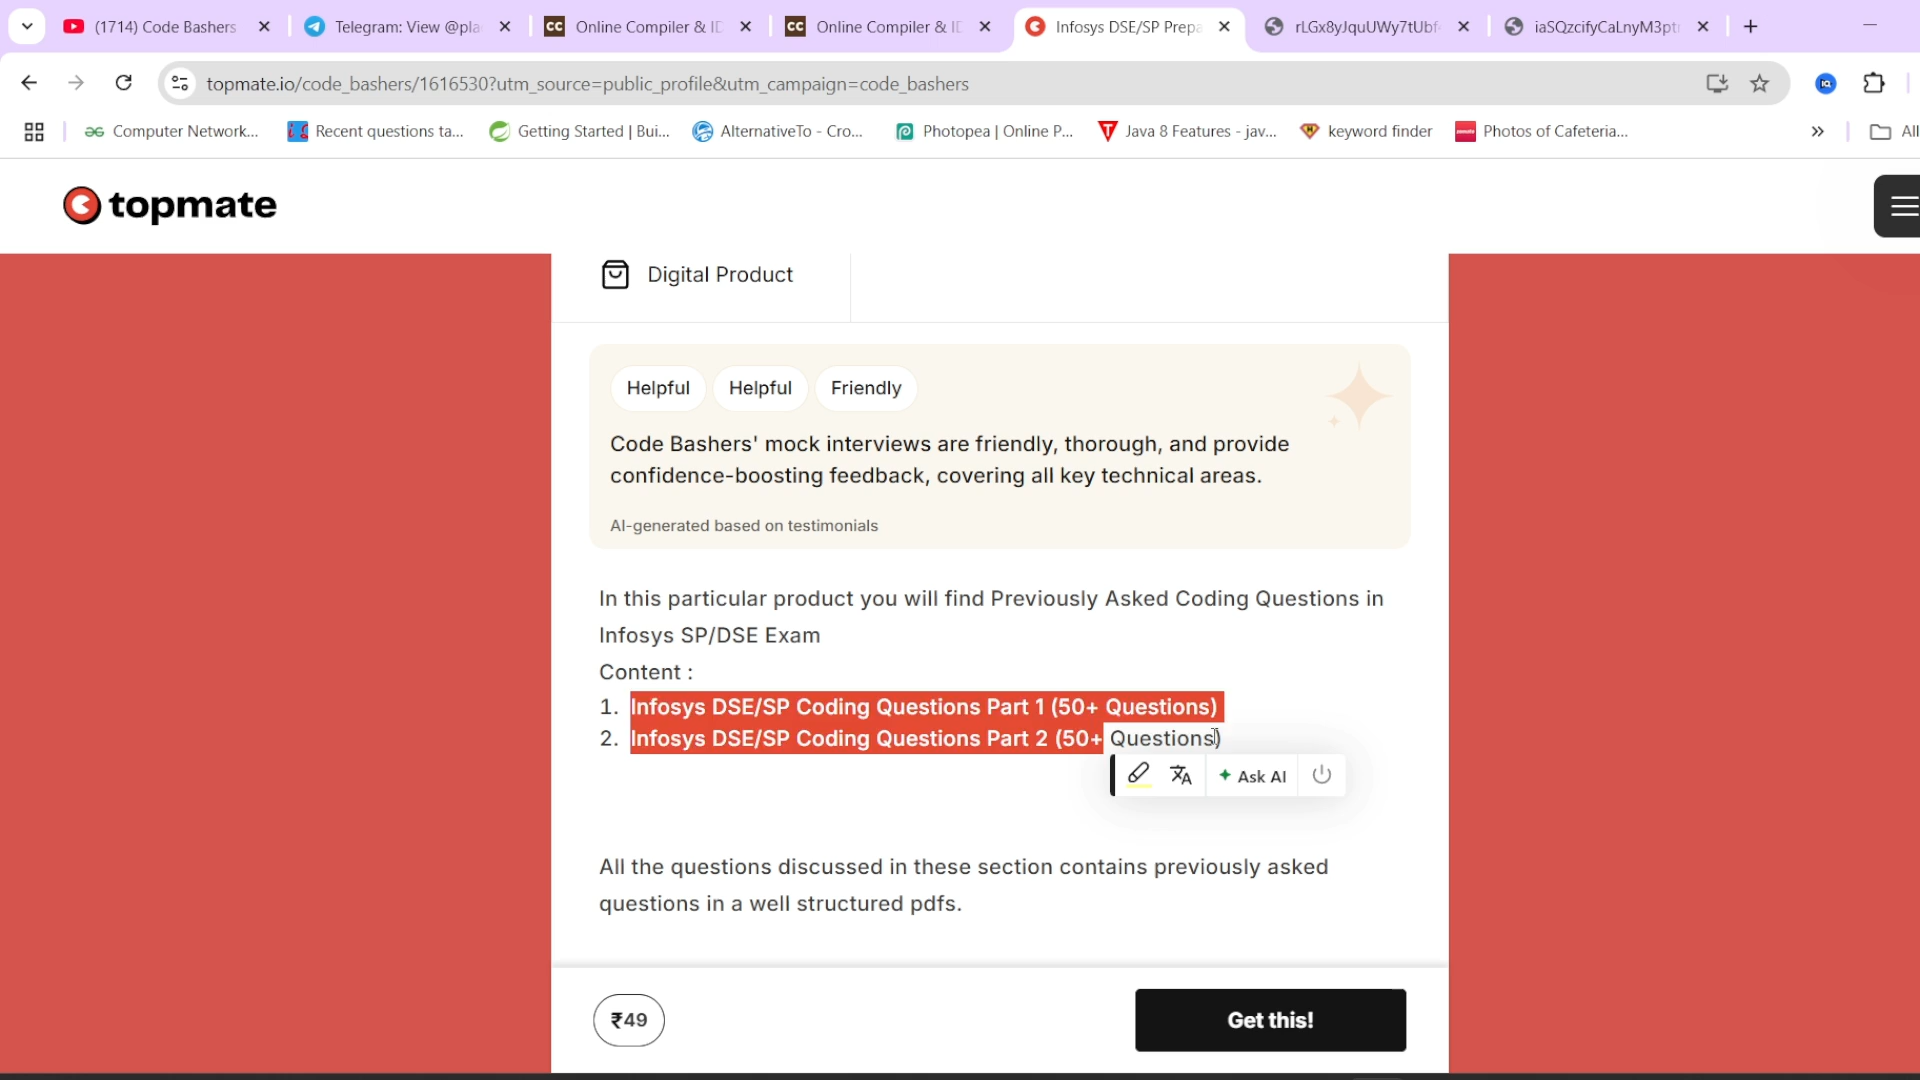 (1714) Code Bashers
Telegram: View @pla
Online Compiler & ID
Online Compiler & ID
Infosys DSE/SP Prepa
rLGx8yJquUWy7tUbf
iaSQzcifyCaLnyM3pt
topmate.io/code_bashers/1616530?utm_source=public_profile&utm_campaign=code_bashers
Computer Network...
Recent questions ta...
Getting Started | Bui...
AlternativeTo - Cro...
Photopea | Online P...
Java 8 Features - jav...
keyword finder
Photos of Cafeteria...
All
topmate
Digital Product
Helpful
Helpful
Friendly
Code Bashers' mock interviews are friendly, thorough, and provide
confidence-boosting feedback, covering all key technical areas.
AI-generated based on testimonials
In this particular product you will find Previously Asked Coding Questions in
Infosys SP/DSE Exam
Content :
1. Infosys DSE/SP Coding Questions Part 1 (50+ Questions)
2. Infosys DSE/SP Coding Questions Part 2 (50+ Questions)
Ask AI
All the questions discussed in these section contains previously asked
questions in a well structured pdfs.
₹49
Get this!